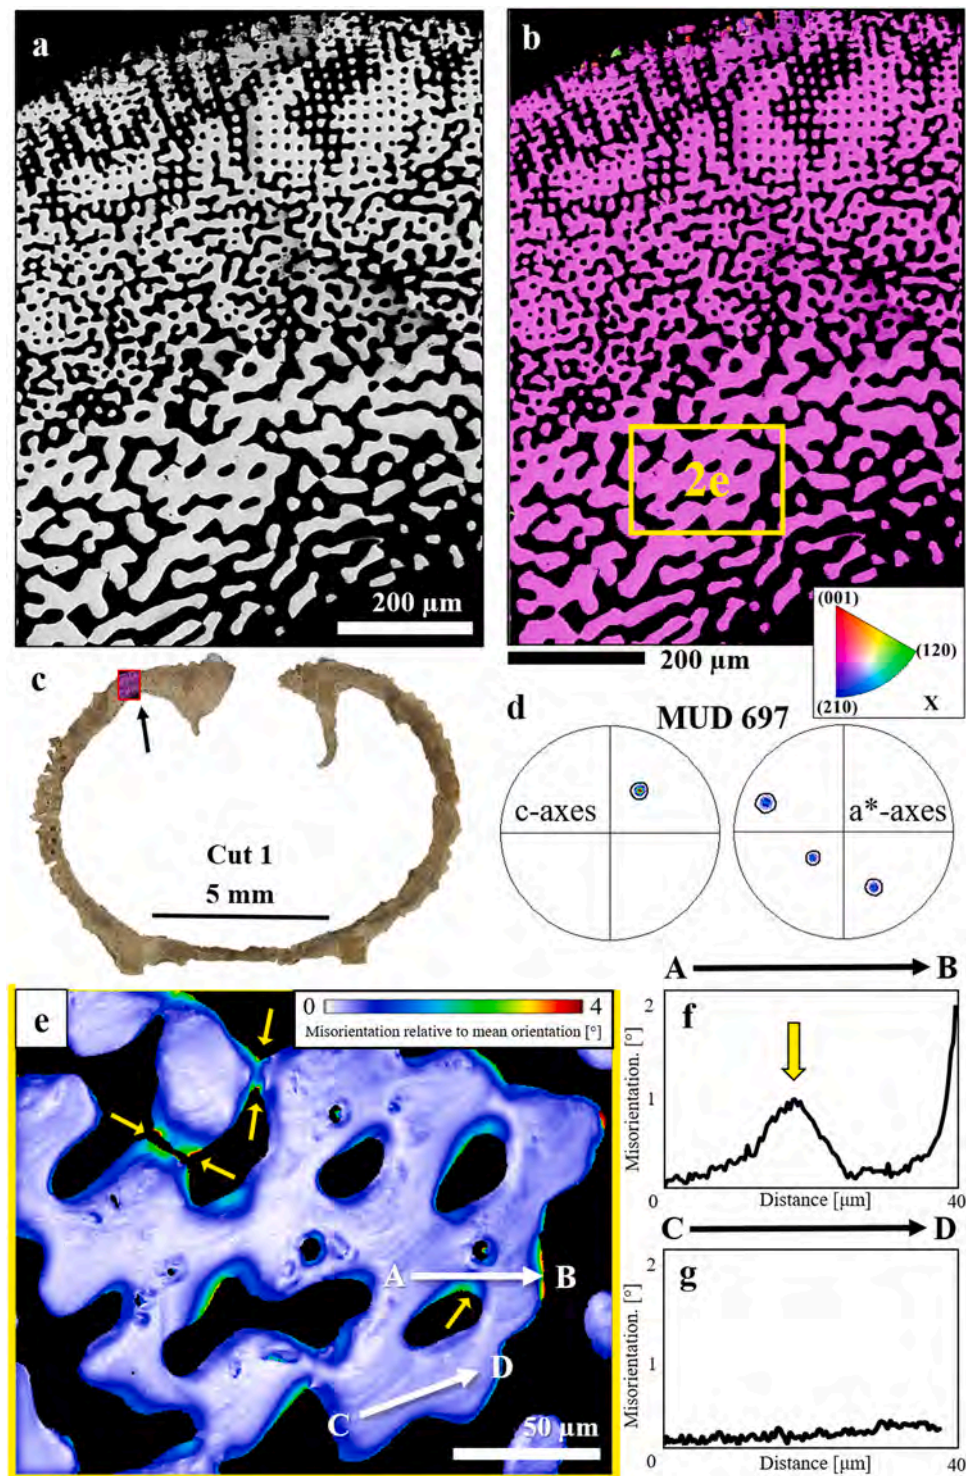 a
b
2e
200 µm
200 µm
(001)
(120)
(210)
X
c
Cut 1
5 mm
d
MUD 697
c-axes
a*-axes
e
0
4
Misorientation relative to mean orientation [°]
A
B
C
D
50 µm
A
B
f
2
1
0
Misorientation. [°]
Distance [µm]
40
C
D
g
2
1
0
Misorientation. [°]
Distance [µm]
40